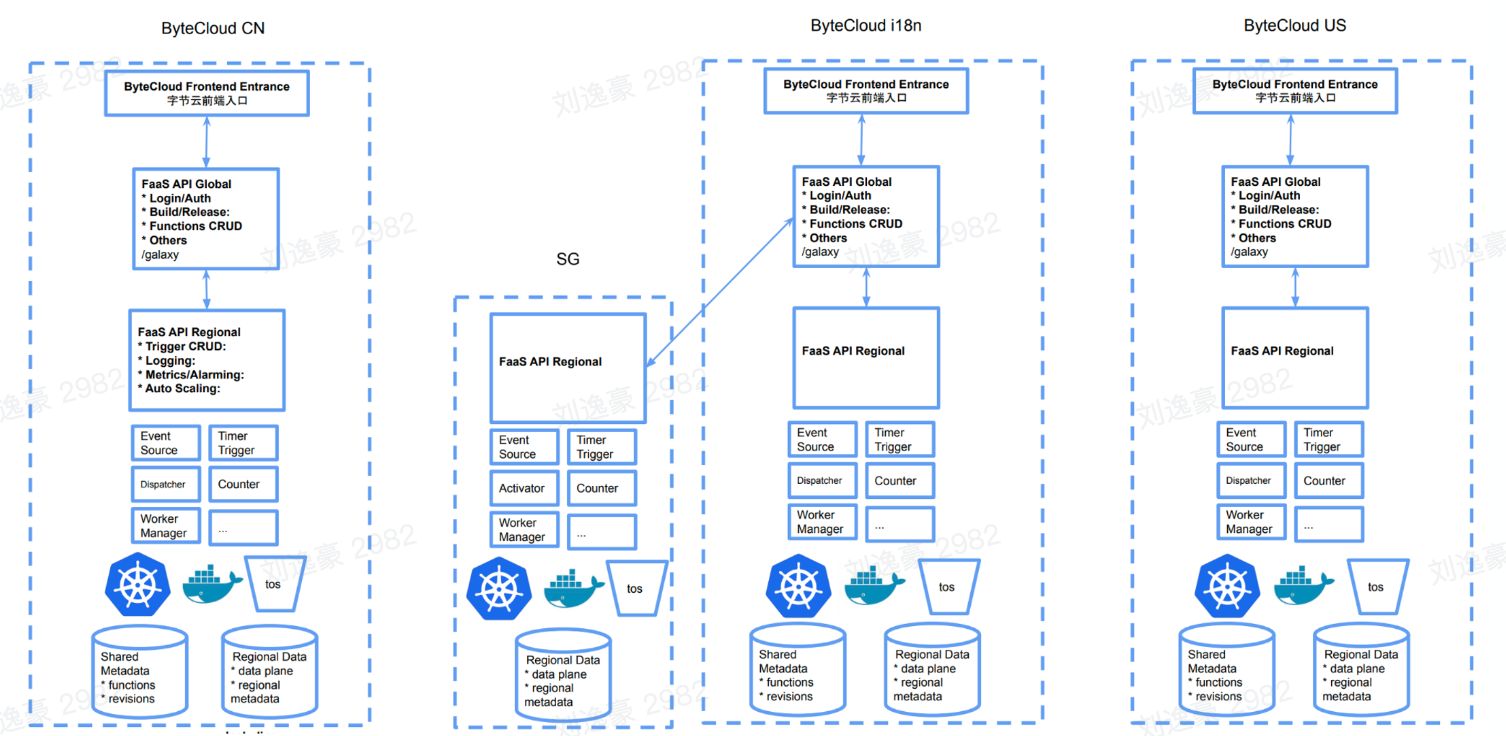 ByteCloud CN
ByteCloud Frontend Entrance
字节云前端入口
FaaS API Global
* Login/Auth
* Build/Release:
* Functions CRUD
* Others
/galaxy
FaaS API Regional
* Trigger CRUD:
* Logging:
* Metrics/Alarming:
* Auto Scaling:
Event
Source
Timer
Trigger
Dispatcher
Counter
Worker
Manager
...
tos
Shared
Metadata
* functions
* revisions
Regional Data
* data plane
* regional
metadata
SG
FaaS API Regional
Event
Source
Timer
Trigger
Activator
Counter
Worker
Manager
...
tos
Regional Data
* data plane
* regional
metadata
ByteCloud i18n
ByteCloud Frontend Entrance
字节云前端入口
FaaS API Global
* Login/Auth
* Build/Release:
* Functions CRUD
* Others
/galaxy
FaaS API Regional
Event
Source
Timer
Trigger
Dispatcher
Counter
Worker
Manager
...
tos
Shared
Metadata
* functions
* revisions
Regional Data
* data plane
* regional
metadata
ByteCloud US
ByteCloud Frontend Entrance
字节云前端入口
FaaS API Global
* Login/Auth
* Build/Release:
* Functions CRUD
* Others
/galaxy
FaaS API Regional
Event
Source
Timer
Trigger
Dispatcher
Counter
Worker
Manager
...
tos
Shared
Metadata
* functions
* revisions
Regional Data
* data plane
* regional
metadata
刘逸豪 2982